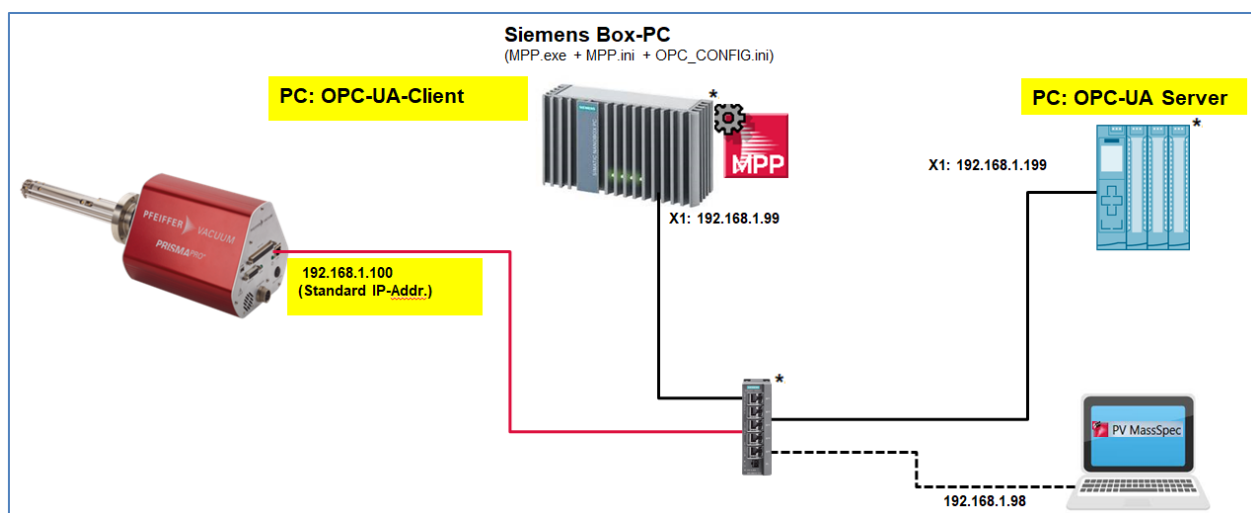 Siemens Box-PC
(MPP.exe + MPP.ini + OPC_CONFIG.ini)
PC: OPC-UA-Client
PC: OPC-UA Server
*
*
SIEMENS
MPP
X1: 192.168.1.199
X1: 192.168.1.99
PFEIFFER VACUUM
PRISMAPRO
192.168.1.100
(Standard IP-Addr.)
*
PV MassSpec
192.168.1.98